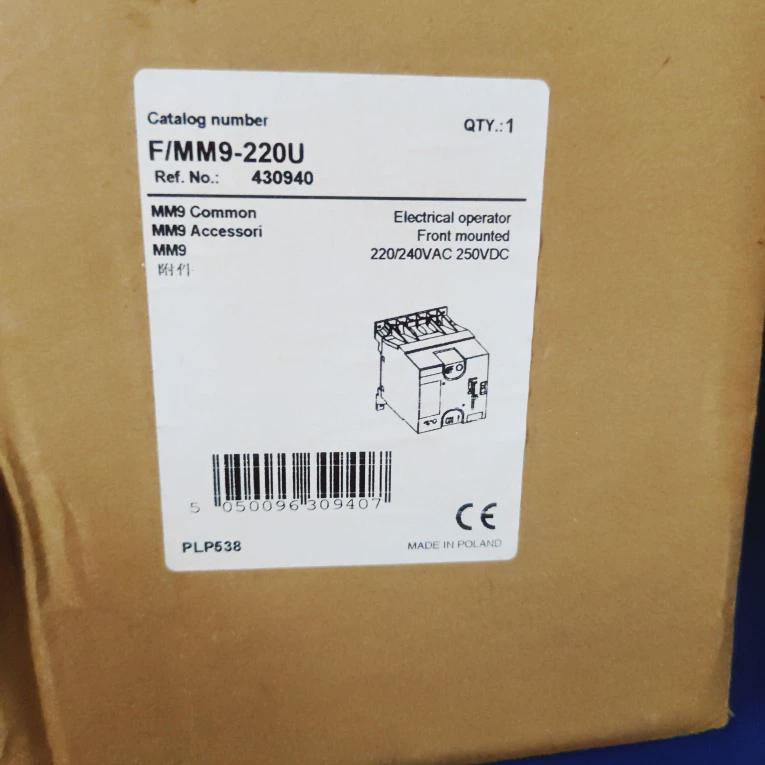 Catalog number
QTY.:1
F/MM9-220U
Ref. No.: 430940
MM9 Common
MM9 Accessori
MM9
附件
Electrical operator
Front mounted
220/240VAC 250VDC
5 050096 309407
CE
PLP538
MADE IN POLAND